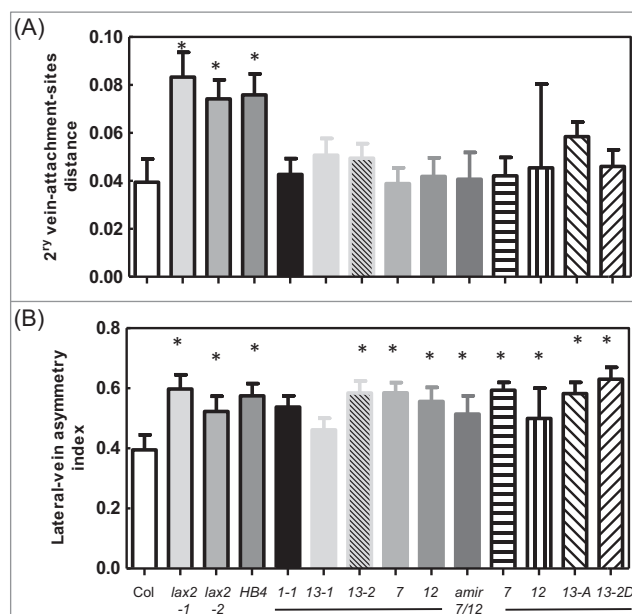 (A)
2ry vein-attachment-sites
distance
0.10
0.08
0.06
0.04
0.02
0.00
* * *
(B)
Lateral-vein asymmetry
index
0.8
0.6
0.4
0.2
0.0
* * * * * * * * * * *
Col lax2 lax2 HB4 1-1 13-1 13-2 7 12 amir 7 12 13-A 13-2D
-1 -2 7/12